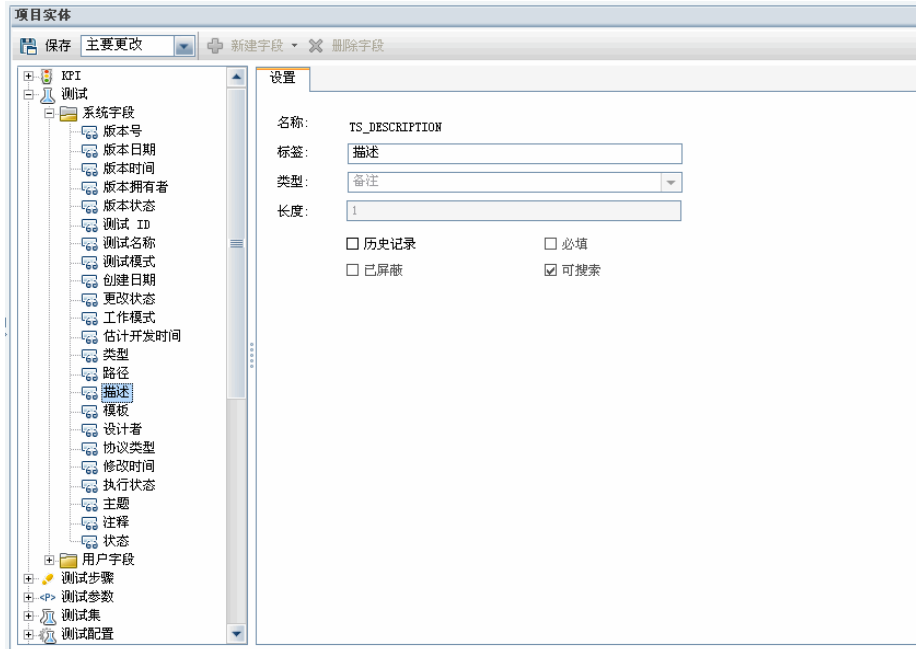 项目实体
保存 主要更改 新建字段 删除字段
KPI
测试
系统字段
版本号
版本日期
版本时间
版本拥有者
版本状态
测试 ID
测试名称
测试模式
创建日期
更改状态
工作模式
估计开发时间
类型
路径
描述
模板
设计者
协议类型
修改时间
执行状态
主题
注释
状态
用户字段
测试步骤
<P> 测试参数
测试集
测试配置
设置
名称: TS_DESCRIPTION
标签: 描述
类型: 备注
长度: 1
历史记录 必填
已屏蔽 可搜索